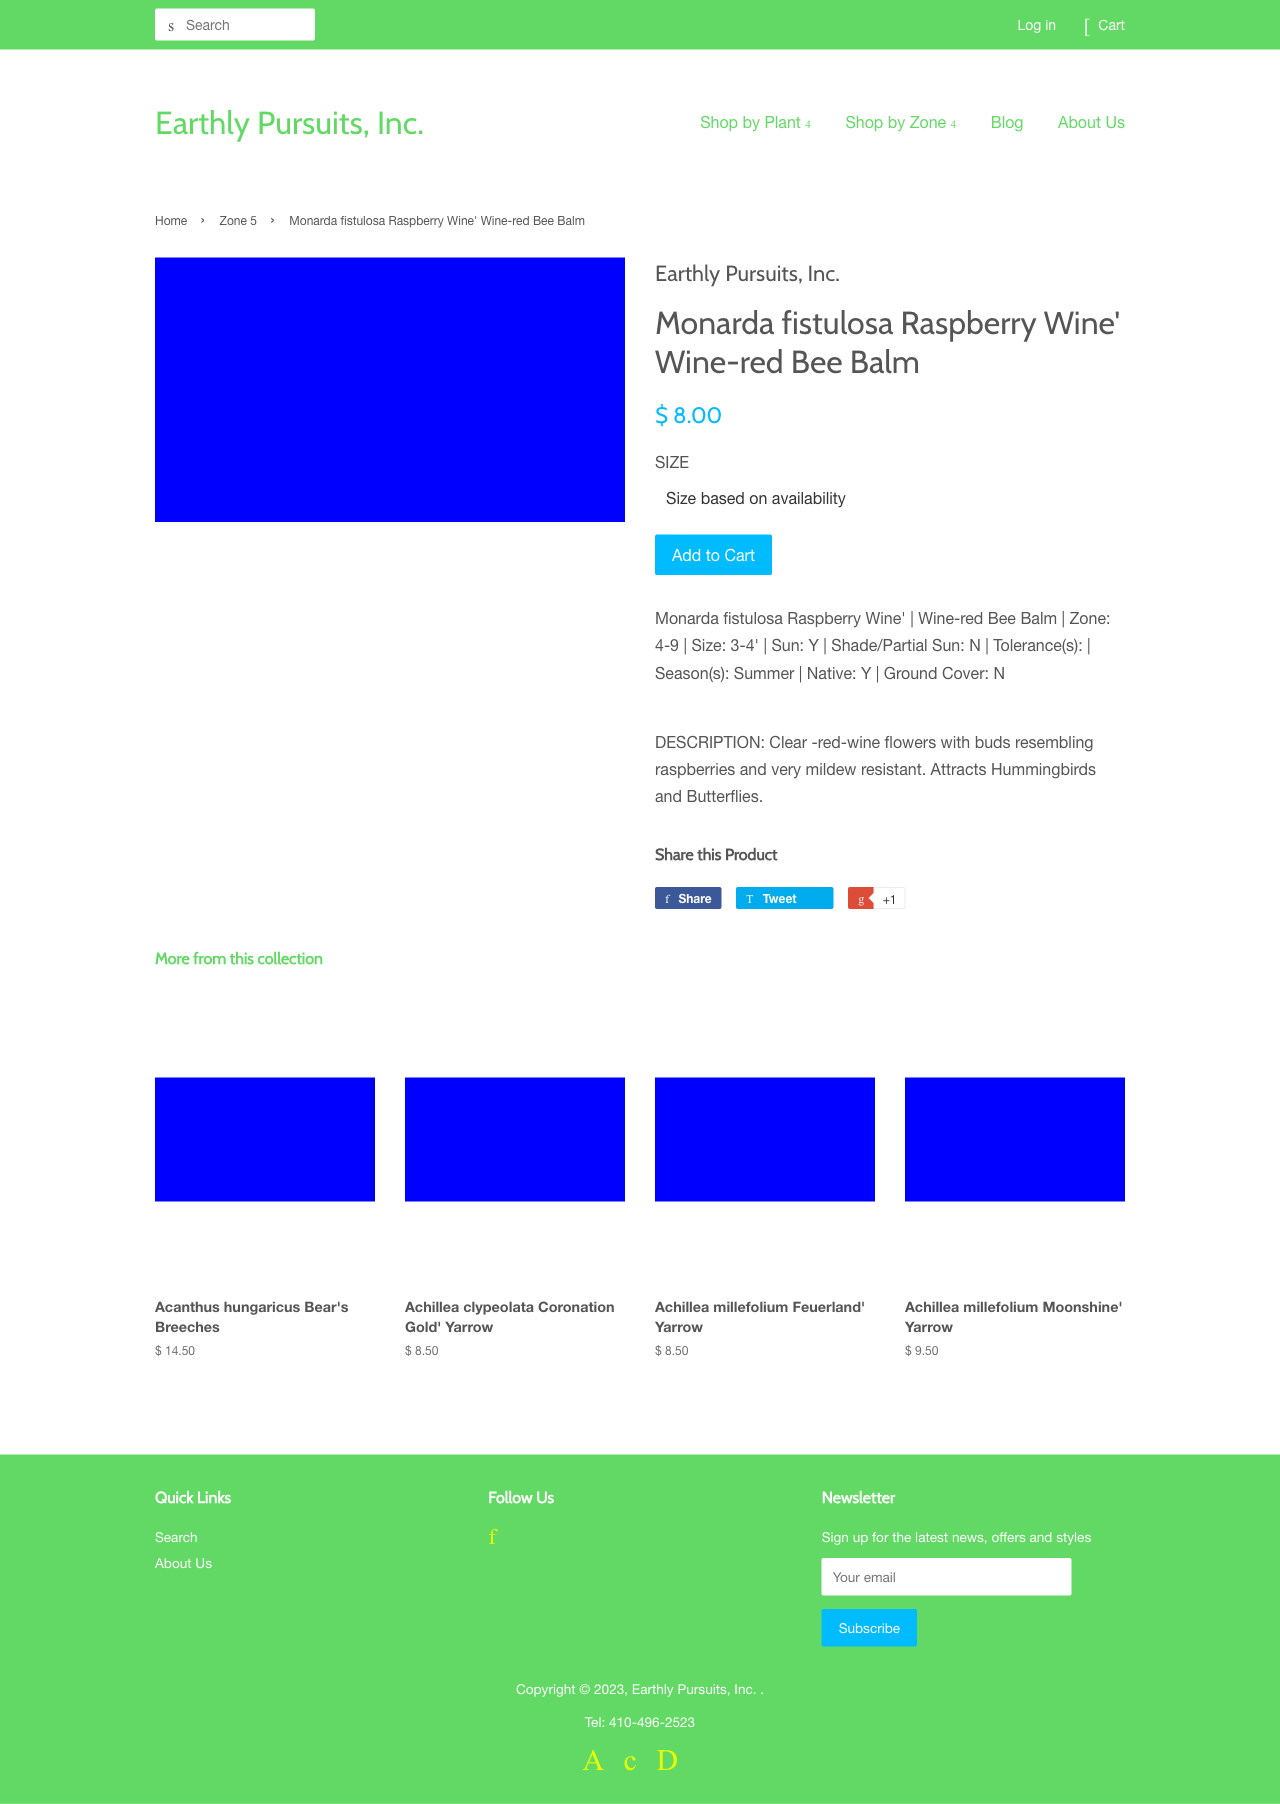 s Search
Log in [ Cart
Earthly Pursuits, Inc.
Shop by Plant 4 Shop by Zone 4 Blog About Us
Home › Zone 5 › Monarda fistulosa Raspberry Wine' Wine-red Bee Balm
Earthly Pursuits, Inc.
Monarda fistulosa Raspberry Wine'
Wine-red Bee Balm
$ 8.00
SIZE
Size based on availability
Add to Cart
Monarda fistulosa Raspberry Wine' | Wine-red Bee Balm | Zone:
4-9 | Size: 3-4' | Sun: Y | Shade/Partial Sun: N | Tolerance(s): |
Season(s): Summer | Native: Y | Ground Cover: N
DESCRIPTION: Clear -red-wine flowers with buds resembling
raspberries and very mildew resistant. Attracts Hummingbirds
and Butterflies.
Share this Product
f Share T Tweet g +1
More from this collection
Acanthus hungaricus Bear's
Breeches
$ 14.50
Achillea clypeolata Coronation
Gold' Yarrow
$ 8.50
Achillea millefolium Feuerland'
Yarrow
$ 8.50
Achillea millefolium Moonshine'
Yarrow
$ 9.50
Quick Links
Search
About Us
Follow Us
f
Newsletter
Sign up for the latest news, offers and styles
Your email
Subscribe
Copyright © 2023, Earthly Pursuits, Inc. .
Tel: 410-496-2523
A c D